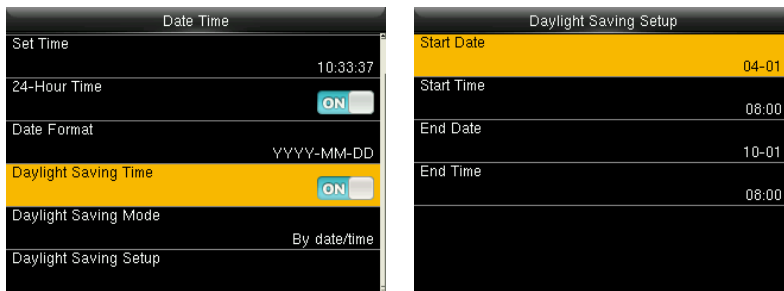 Date Time
Set Time
10:33:37
24-Hour Time
ON
Date Format
YYYY-MM-DD
Daylight Saving Time
ON
Daylight Saving Mode
By date/time
Daylight Saving Setup
Daylight Saving Setup
Start Date
04-01
Start Time
08:00
End Date
10-01
End Time
08:00